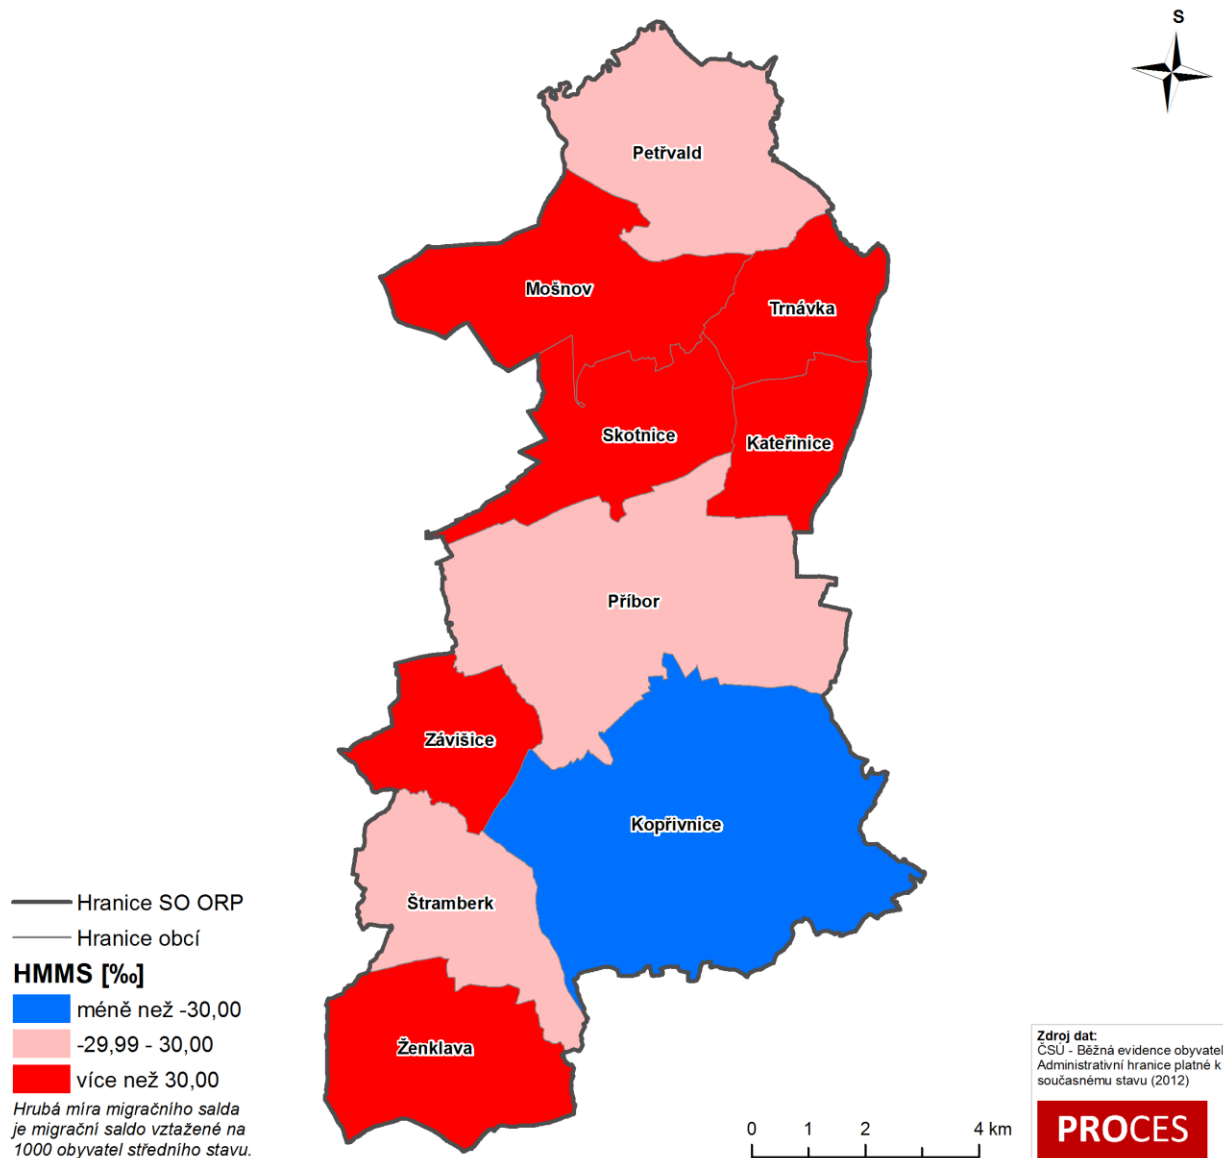 S
Petřvald
Mošnov
Trnávka
Skotnice
Kateřinice
Příbor
Závišice
Kopřivnice
Štramberk
Ženklava
Hranice SO ORP
Hranice obcí
HMMS [‰]
méně než -30,00
-29,99 - 30,00
více než 30,00
Hrubá míra migračního salda
je migrační saldo vztažené na
1000 obyvatel středního stavu.
0 1 2 4 km
Zdroj dat:
ČSÚ - Běžná evidence obyvatel
Administrativní hranice platné k
současnému stavu (2012)
PROCES